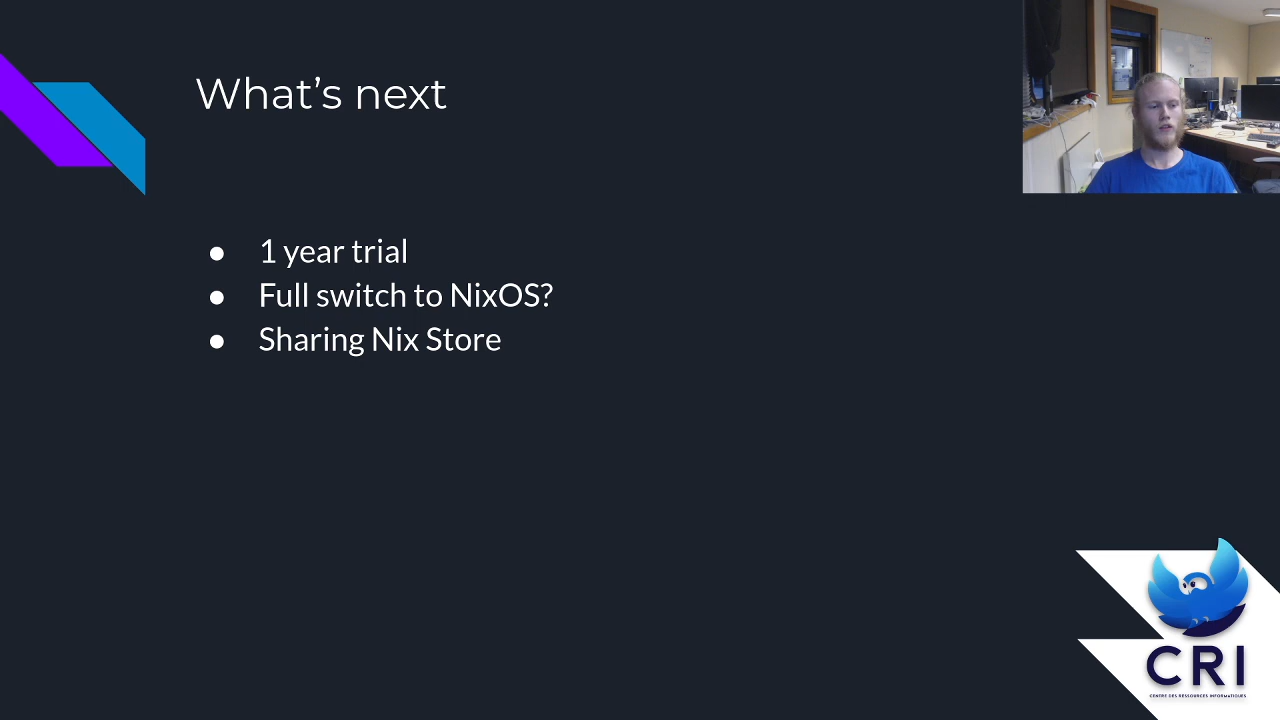 What’s next
● 1 year trial
● Full switch to NixOS?
● Sharing Nix Store
CRI
CENTRE DES RESSOURCES INFORMATIQUES